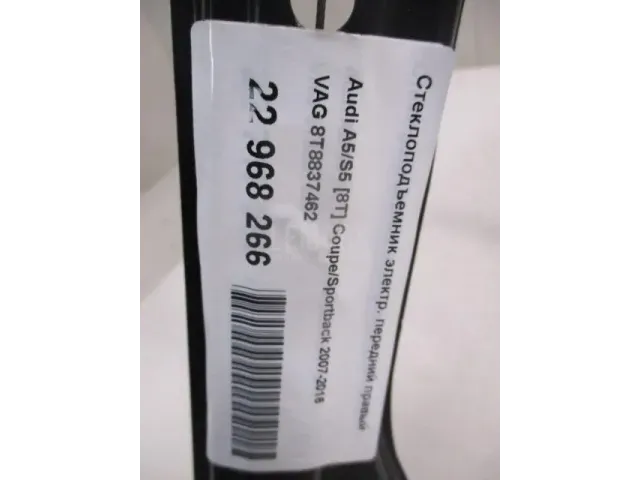 Стеклоподъемник электр. передний правый
Audi A5/S5 [8T] Coupe/Sportback 2007-2016
VAG 8T8837462
22 968 266